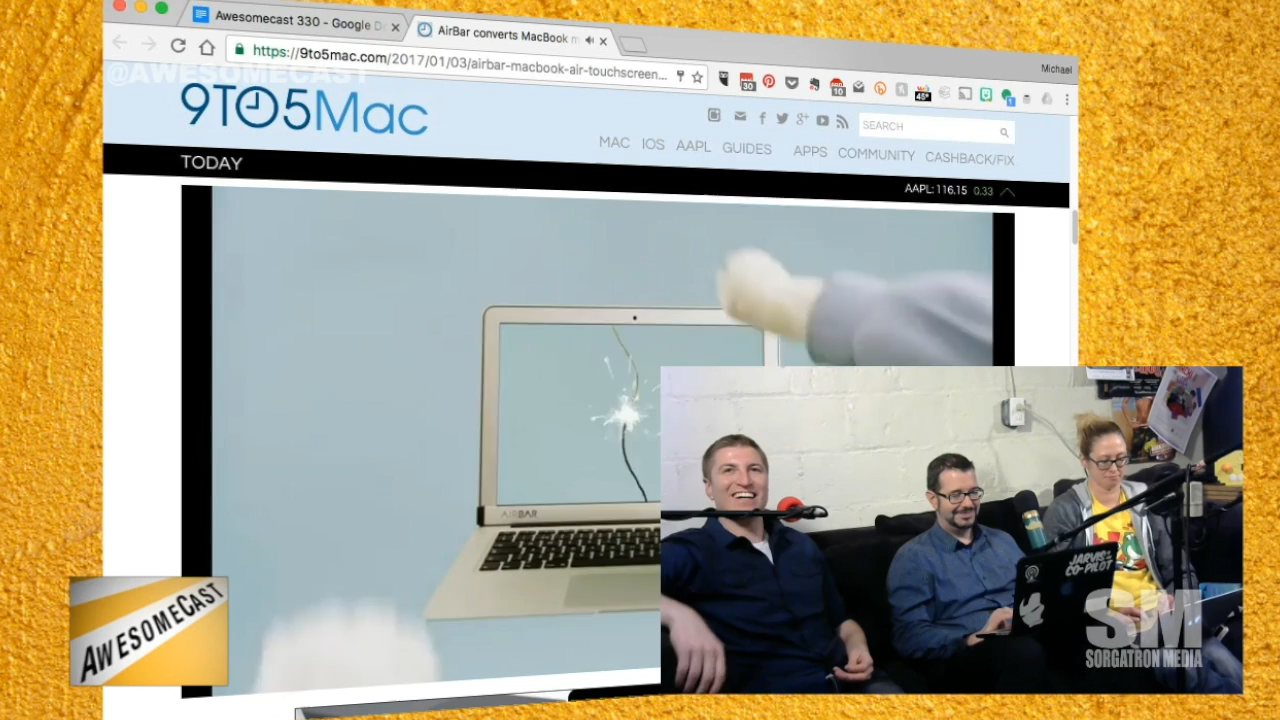 Awesomecast 330 - Google D
AirBar converts MacBook
Michael
https://9to5mac.com/2017/01/03/airbar-macbook-air-touchscreen...
@AWESOMECAST
9TO5Mac
SEARCH
MAC IOS AAPL GUIDES APPS COMMUNITY CASHBACK/FIX
TODAY
AAPL: 116.15 0.33
AIRBAR
JARVIS
CO-PILOT
AWESOMECAST
SM
SORGATRON MEDIA